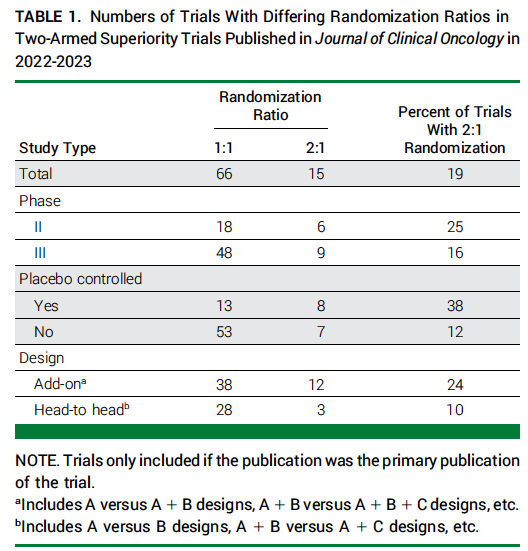 TABLE 1. Numbers of Trials With Differing Randomization Ratios in
Two-Armed Superiority Trials Published in Journal of Clinical Oncology in
2022-2023
Randomization
Ratio
Percent of Trials
With 2:1
Randomization
Study Type 1:1 2:1
Total 66 15 19
Phase
II 18 6 25
III 48 9 16
Placebo controlled
Yes 13 8 38
No 53 7 12
Design
Add-onᵃ 38 12 24
Head-to headᵇ 28 3 10
NOTE. Trials only included if the publication was the primary publication
of the trial.
ᵃIncludes A versus A + B designs, A + B versus A + B + C designs, etc.
ᵇIncludes A versus B designs, A + B versus A + C designs, etc.